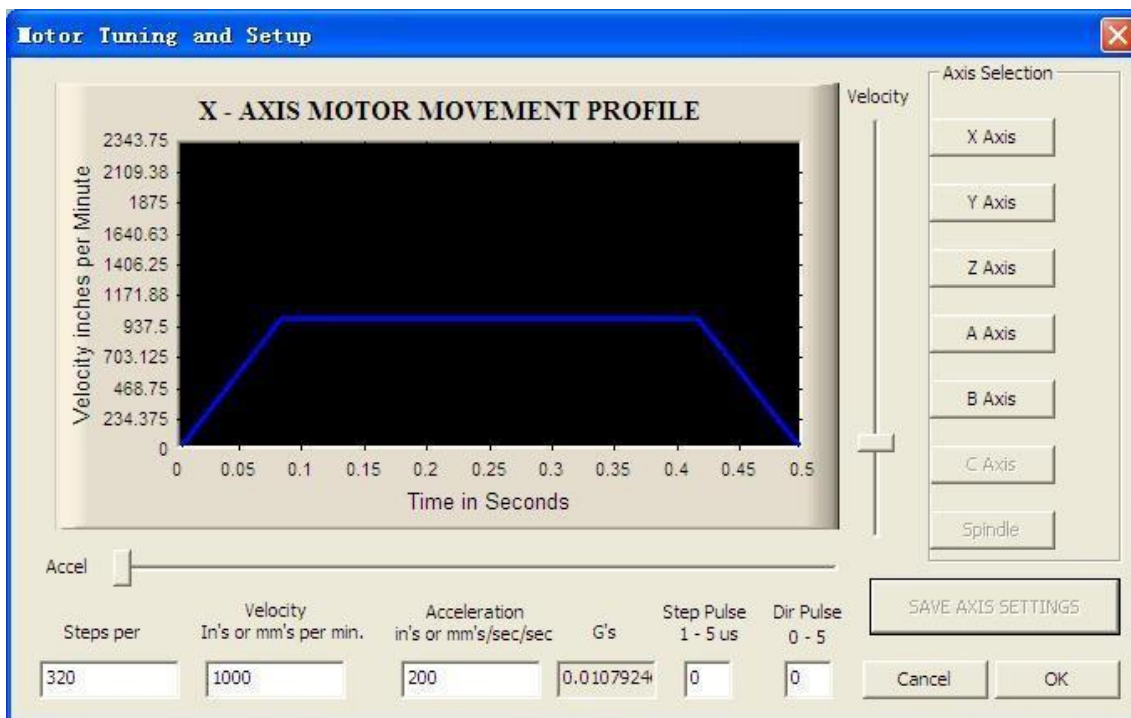 Motor Tuning and Setup
Axis Selection
Velocity
X - AXIS MOTOR MOVEMENT PROFILE
Velocity inches per Minute
2343.75
2109.38
1875
1640.63
1406.25
1171.88
937.5
703.125
468.75
234.375
0
0 0.05 0.1 0.15 0.2 0.25 0.3 0.35 0.4 0.45 0.5
Time in Seconds
X Axis
Y Axis
Z Axis
A Axis
B Axis
C Axis
Spindle
Accel
SAVE AXIS SETTINGS
Steps per
Velocity
In's or mm's per min.
Acceleration
in's or mm's/sec/sec
G's
Step Pulse
1 - 5 us
Dir Pulse
0 - 5
320
1000
200
0.0107924
0
0
Cancel
OK